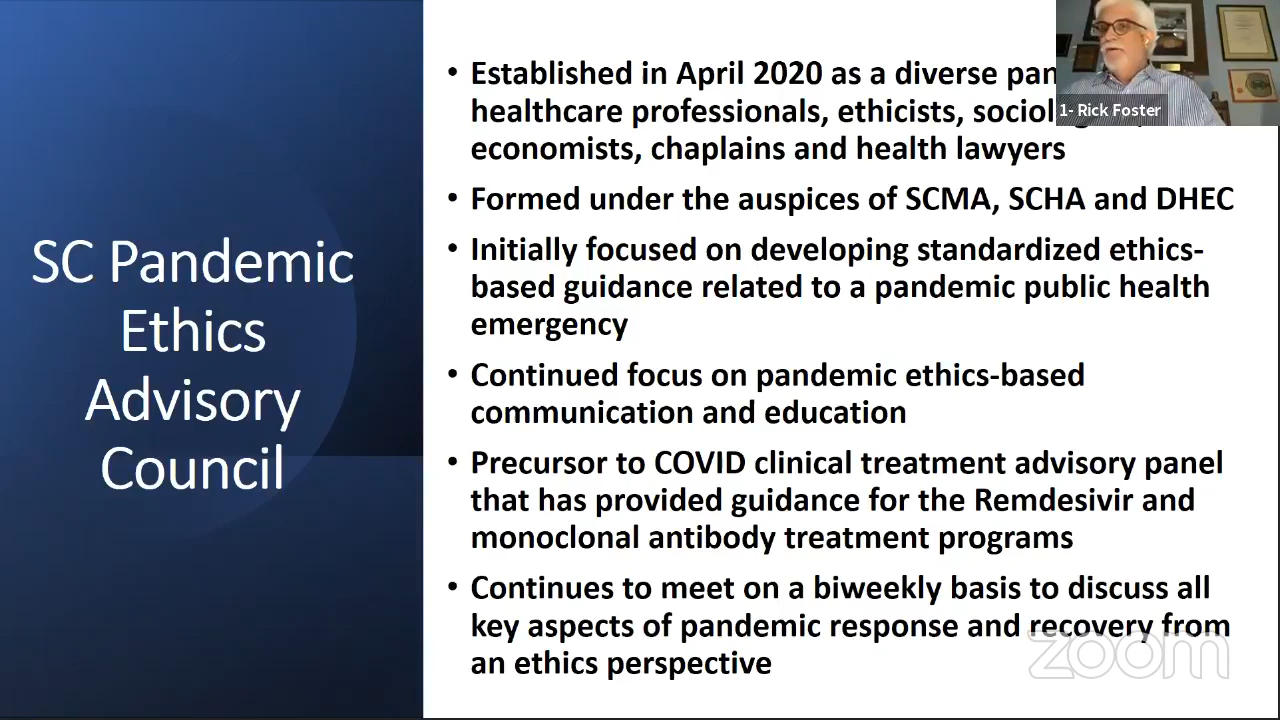 SC Pandemic
Ethics
Advisory
Council
• Established in April 2020 as a diverse
healthcare professionals, ethicists,
economists, chaplains and health lawyers
• Formed under the auspices of SCMA, SCHA and DHEC
• Initially focused on developing standardized ethics-
based guidance related to a pandemic public health
emergency
• Continued focus on pandemic ethics-based
communication and education
• Precursor to COVID clinical treatment advisory panel
that has provided guidance for the Remdesivir and
monoclonal antibody treatment programs
• Continues to meet on a biweekly basis to discuss all
key aspects of pandemic response and recovery from
an ethics perspective
1- Rick Foster
zoom